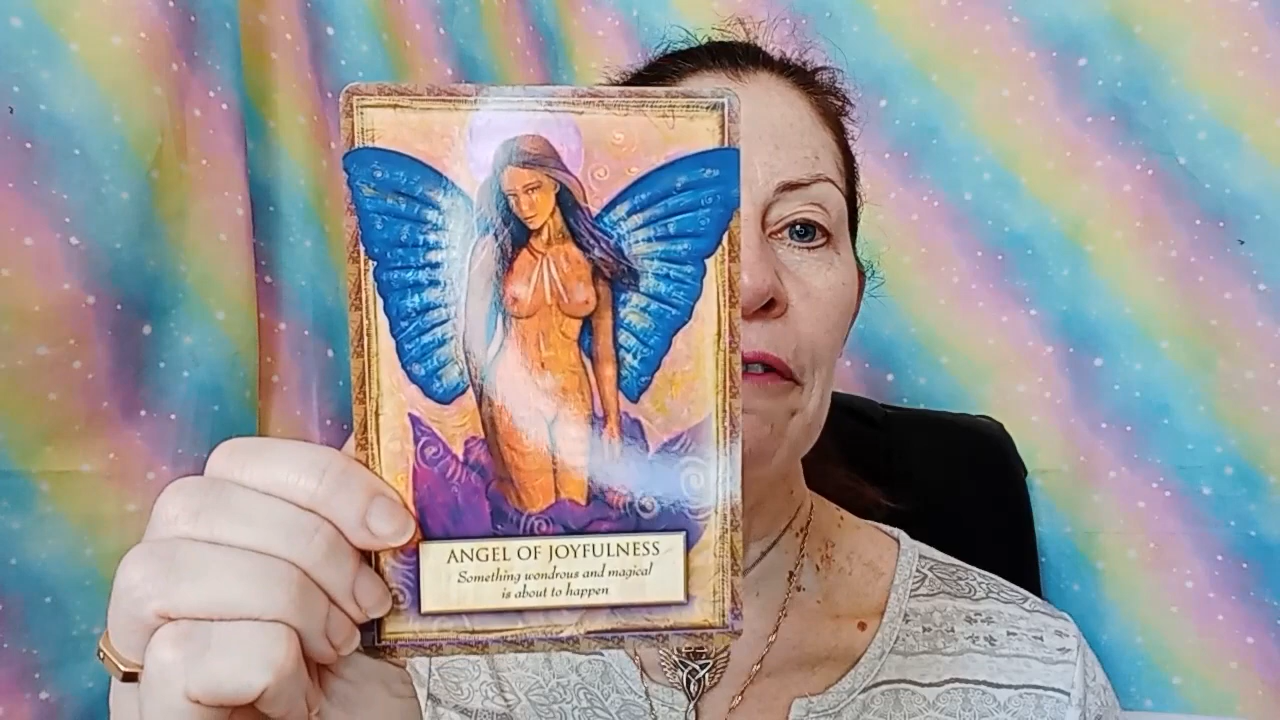 ANGEL OF JOYFULNESS
Something wondrous and magical
is about to happen